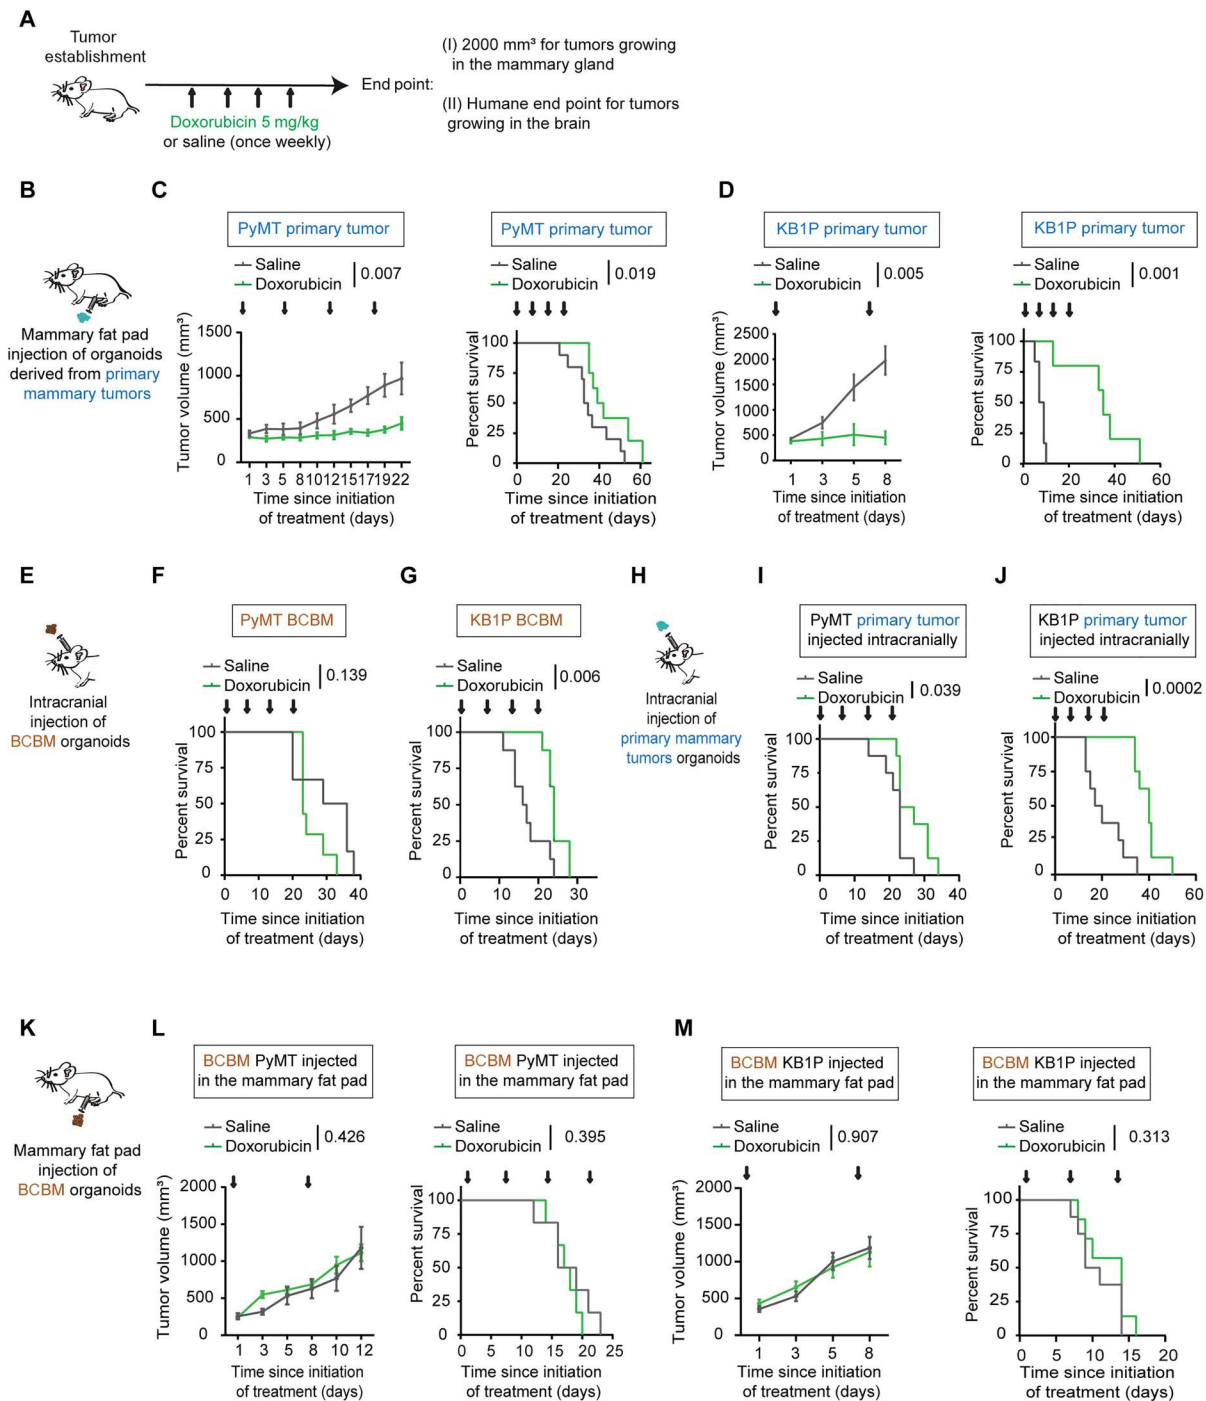 A
Tumor
establishment
Doxorubicin 5 mg/kg
or saline (once weekly)
End point:
(I) 2000 mm³ for tumors growing
in the mammary gland
(II) Humane end point for tumors
growing in the brain
B
Mammary fat pad
injection of organoids
derived from primary
mammary tumors
C
PyMT primary tumor
Saline
Doxorubicin
0.007
Tumor volume (mm³)
1500
1000
500
0
1 3 5 8 10 12 15 17 19 22
Time since initiation
of treatment (days)
PyMT primary tumor
Saline
Doxorubicin
0.019
Percent survival
100
75
50
25
0
0 20 40 60
Time since initiation
of treatment (days)
D
KB1P primary tumor
Saline
Doxorubicin
0.005
Tumor volume (mm³)
2500
2000
1500
1000
500
0
1 3 5 8
Time since initiation
of treatment (days)
KB1P primary tumor
Saline
Doxorubicin
0.001
Percent survival
100
75
50
25
0
0 20 40 60
Time since initiation
of treatment (days)
E
Intracranial
injection of
BCBM organoids
F
PyMT BCBM
Saline
Doxorubicin
0.139
Percent survival
100
75
50
25
0
0 10 20 30 40
Time since initiation
of treatment (days)
G
KB1P BCBM
Saline
Doxorubicin
0.006
Percent survival
100
75
50
25
0
0 10 20 30
Time since initiation
of treatment (days)
H
Intracranial
injection of
primary mammary
tumors organoids
I
PyMT primary tumor
injected intracranially
Saline
Doxorubicin
0.039
Percent survival
100
75
50
25
0
0 10 20 30 40
Time since initiation
of treatment (days)
J
KB1P primary tumor
injected intracranially
Saline
Doxorubicin
0.0002
Percent survival
100
75
50
25
0
0 20 40 60
Time since initiation
of treatment (days)
K
Mammary fat pad
injection of
BCBM organoids
L
BCBM PyMT injected
in the mammary fat pad
Saline
Doxorubicin
0.426
Tumor volume (mm³)
2000
1500
1000
500
0
1 3 5 8 10 12
Time since initiation
of treatment (days)
BCBM PyMT injected
in the mammary fat pad
Saline
Doxorubicin
0.395
Percent survival
100
75
50
25
0
0 5 10 15 20 25
Time since initiation
of treatment (days)
M
BCBM KB1P injected
in the mammary fat pad
Saline
Doxorubicin
0.907
Tumor volume (mm³)
2000
1500
1000
500
0
1 3 5 8
Time since initiation
of treatment (days)
BCBM KB1P injected
in the mammary fat pad
Saline
Doxorubicin
0.313
Percent survival
100
75
50
25
0
0 5 10 15 20
Time since initiation
of treatment (days)